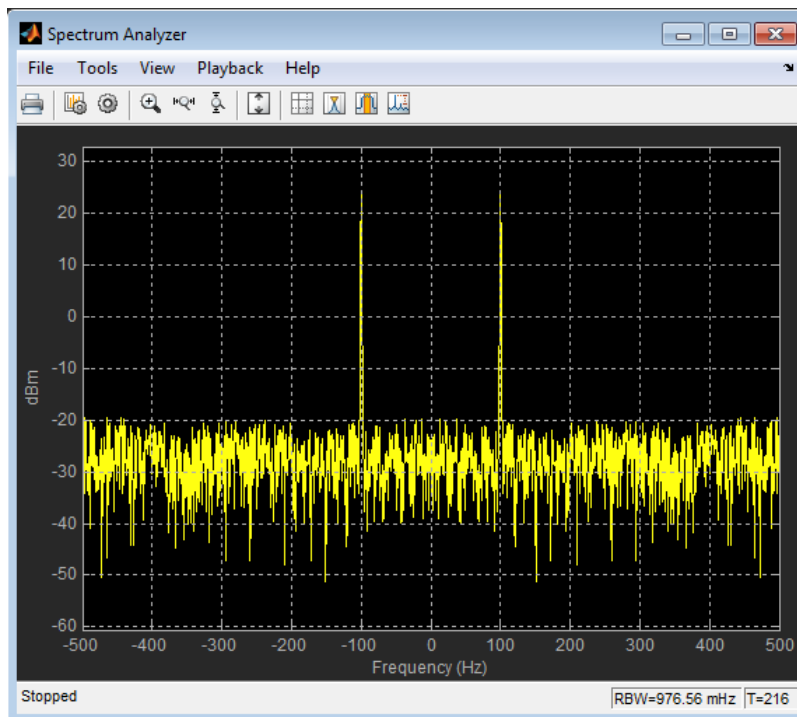 Spectrum Analyzer
File Tools View Playback Help
30
20
10
0
-10
-20
-30
-40
-50
-60
dBm
-500 -400 -300 -200 -100 0 100 200 300 400 500
Frequency (Hz)
Stopped RBW=976.56 mHz T=216